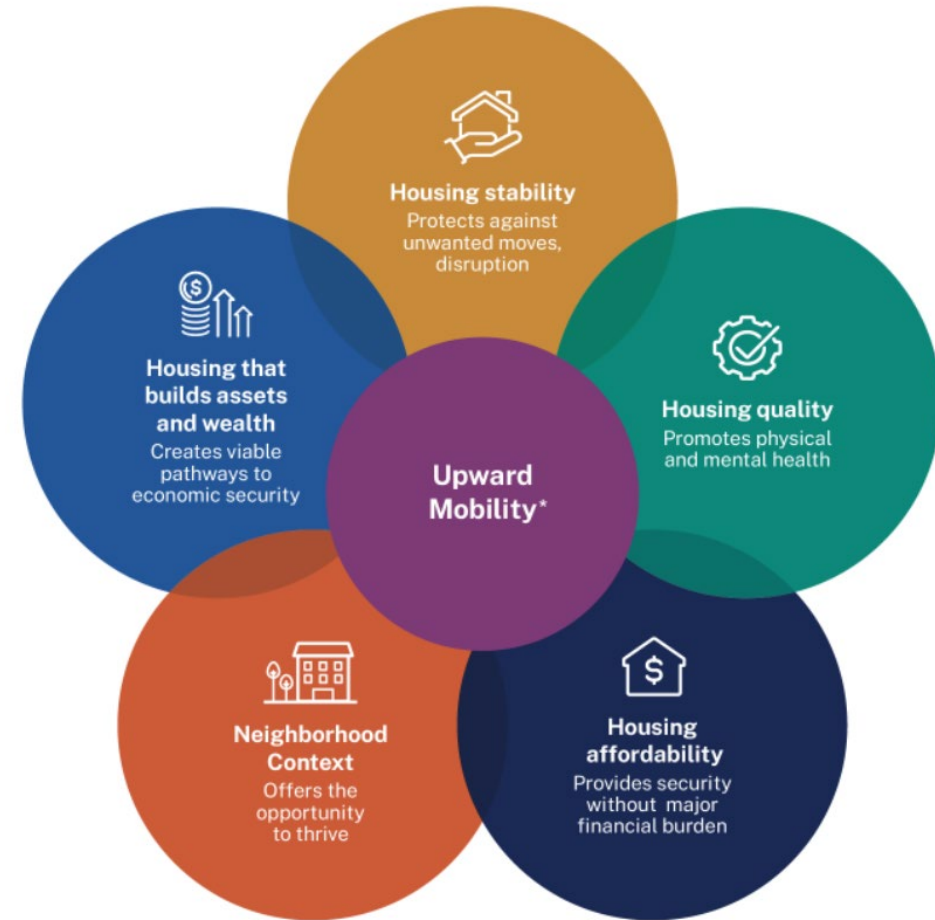 Housing stability
Protects against
unwanted moves,
disruption
Housing that
builds assets
and wealth
Creates viable
pathways to
economic security
Housing quality
Promotes physical
and mental health
Upward
Mobility*
Neighborhood
Context
Offers the
opportunity
to thrive
$
Housing
affordability
Provides security
without major
financial burden